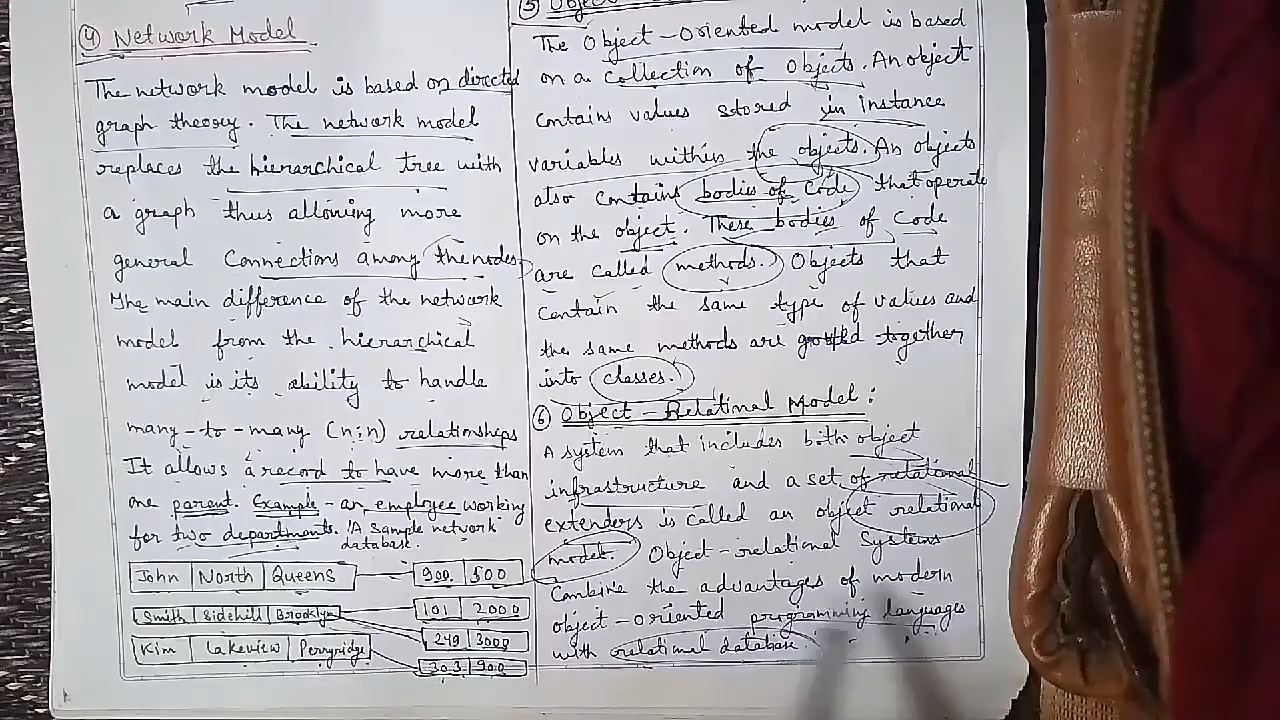 ④ Network Model
The network model is based on directed
graph theory. The network model
replaces the hierarchical tree with
a graph thus allowing more
general Connections among the nodes
The main difference of the network
model from the hierarchical
model is its ability to handle
many-to-many (n:n) relationships
It allows a record to have more than
one parent. Example - an employee working
for two departments. 'A sample network
database.
John North Queens 900. 500
Smith Sidehill Brooklyn 101 2000
249 3000
Kim Lakeview Perryridge
303 900
⑤ Object
The Object-Oriented model is based
on a Collection of Objects. An object
contains values stored in instance
variables within the objects. An objects
also contains bodies of Code that operate
on the object. These bodies of Code
are called methods. Objects that
Contain the same type of values and
the same methods are together
into classes.
⑥ Object-Relational Model:
A system that includes both object
infrastructure and a set of relational
extenders is called an object relational
model. Object-relational Systems
Combine the advantages of modern
object-oriented programming languages
with relational database.